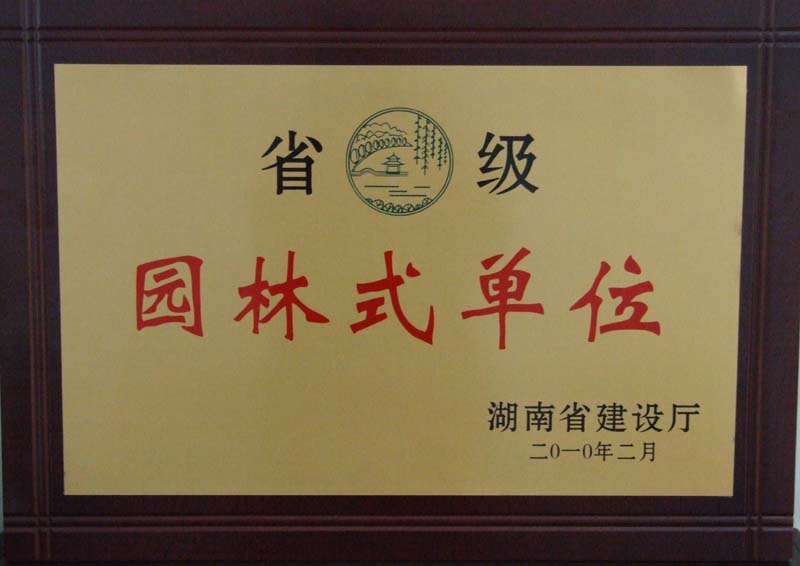 省级
园林式单位
湖南省建设厅
二〇一〇年二月